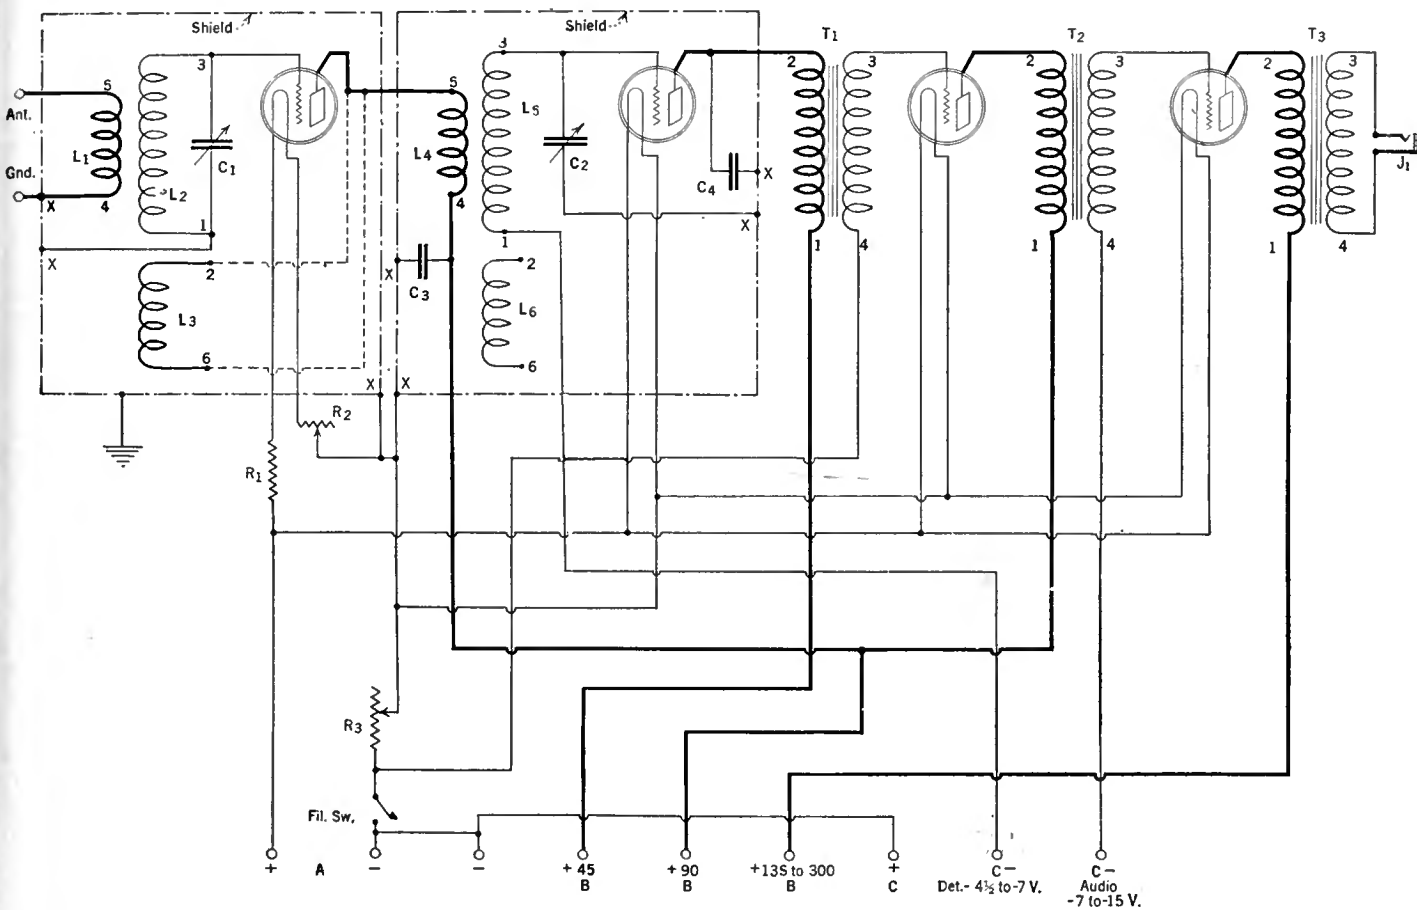 Shield
Shield
Ant.
Gnd.
5
L1
4
X
X
3
L2
1
C1
2
L3
6
X
X
X
R2
R1
5
L4
4
C3
3
L5
1
2
L6
6
C2
C4
X
X
T1
2
3
1
4
T2
2
3
1
4
T3
2
3
1
4
J1
R3
Fil. Sw.
+ A - - + 45 B + 90 B + 135 to 300 B + C C - C -
Det.- 4½ to -7 V.
Audio
-7 to -15 V.